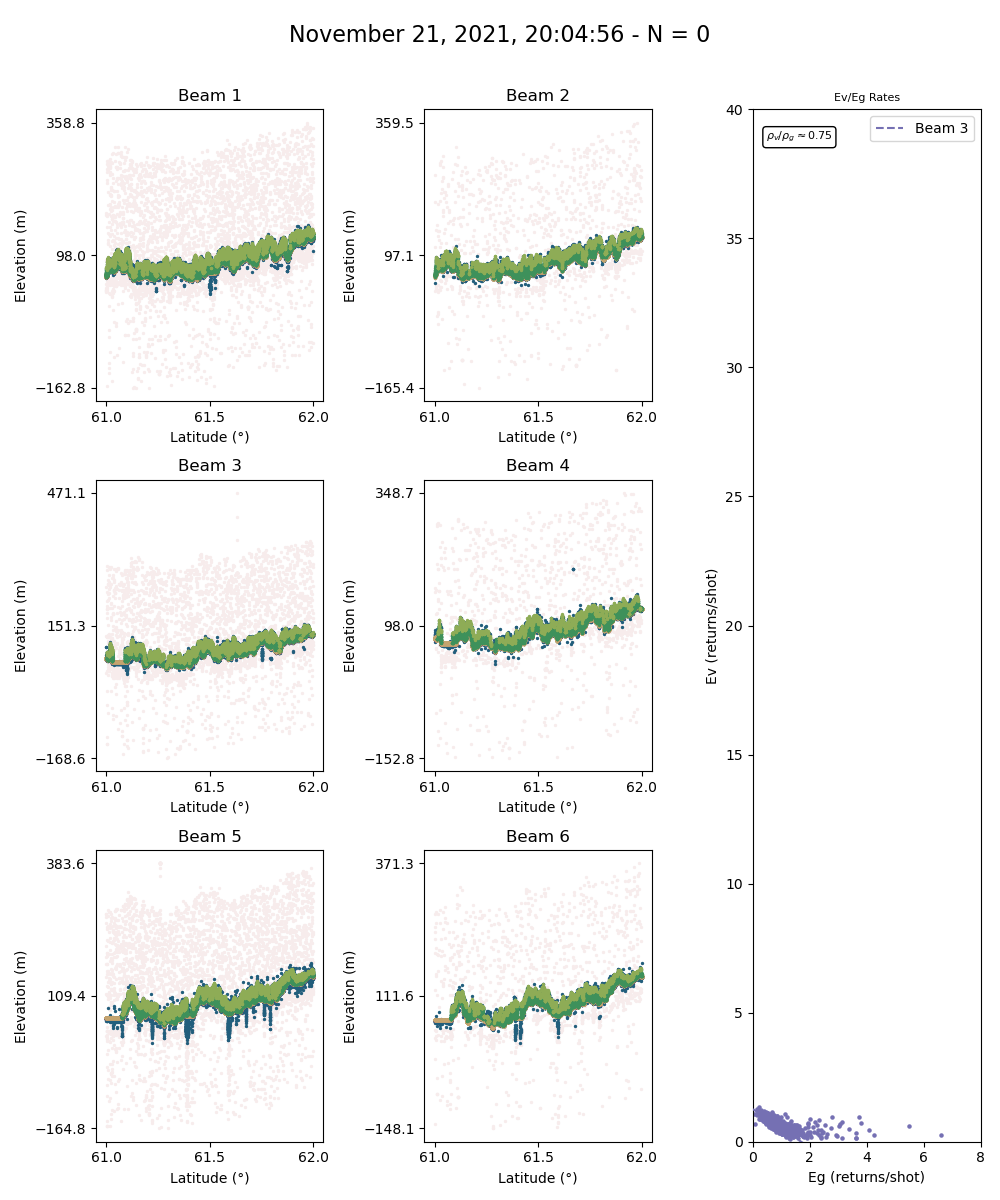 November 21, 2021, 20:04:56 - N = 0
Beam 1
358.8
98.0
−162.8
Elevation (m)
61.0 61.5 62.0
Latitude (°)
Beam 2
359.5
97.1
−165.4
Elevation (m)
61.0 61.5 62.0
Latitude (°)
Beam 3
471.1
151.3
−168.6
Elevation (m)
61.0 61.5 62.0
Latitude (°)
Beam 4
348.7
98.0
−152.8
Elevation (m)
61.0 61.5 62.0
Latitude (°)
Beam 5
383.6
109.4
−164.8
Elevation (m)
61.0 61.5 62.0
Latitude (°)
Beam 6
371.3
111.6
−148.1
Elevation (m)
61.0 61.5 62.0
Latitude (°)
Ev/Eg Rates
ρᵥ/ρg ≈ 0.75
Beam 3
40
35
30
25
20
15
10
5
0
Ev (returns/shot)
0 2 4 6 8
Eg (returns/shot)